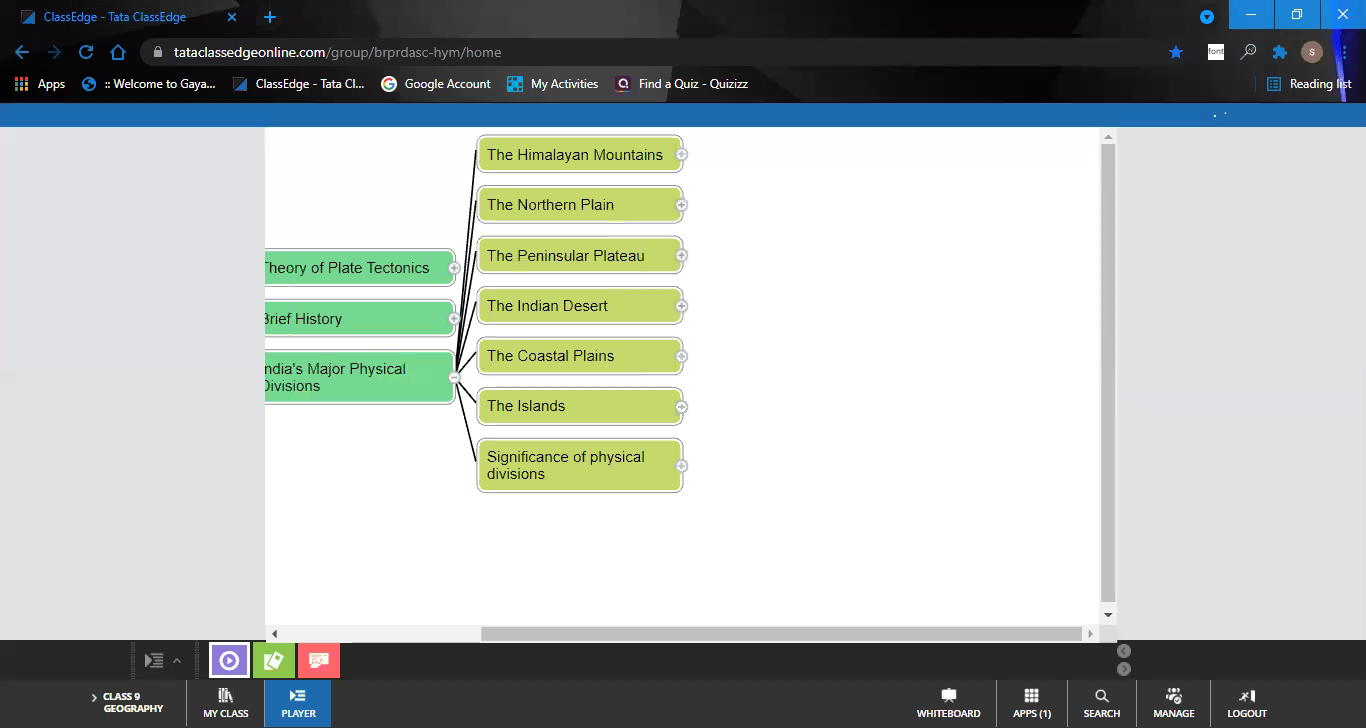 ClassEdge - Tata ClassEdge
tataclassedgeonline.com/group/brprdasc-hym/home
font
S
Apps
:: Welcome to Gaya...
ClassEdge - Tata Cl...
Google Account
My Activities
Find a Quiz - Quizizz
Reading list
The Himalayan Mountains
The Northern Plain
The Peninsular Plateau
The Indian Desert
The Coastal Plains
The Islands
Significance of physical
divisions
Theory of Plate Tectonics
Brief History
India's Major Physical
Divisions
CLASS 9
GEOGRAPHY
MY CLASS
PLAYER
WHITEBOARD
APPS (1)
SEARCH
MANAGE
LOGOUT